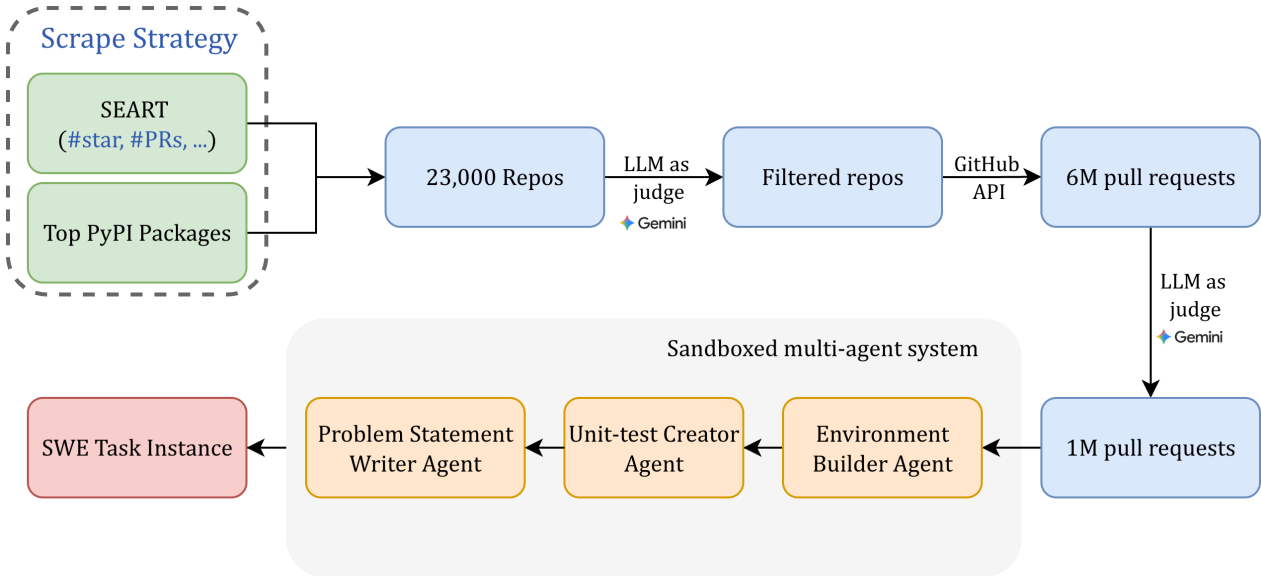 Scrape Strategy
SEART
(#star, #PRs, ...)
Top PyPI Packages
23,000 Repos
LLM as
judge
Gemini
Filtered repos
GitHub
API
6M pull requests
LLM as
judge
Gemini
1M pull requests
Sandboxed multi-agent system
Environment
Builder Agent
Unit-test Creator
Agent
Problem Statement
Writer Agent
SWE Task Instance